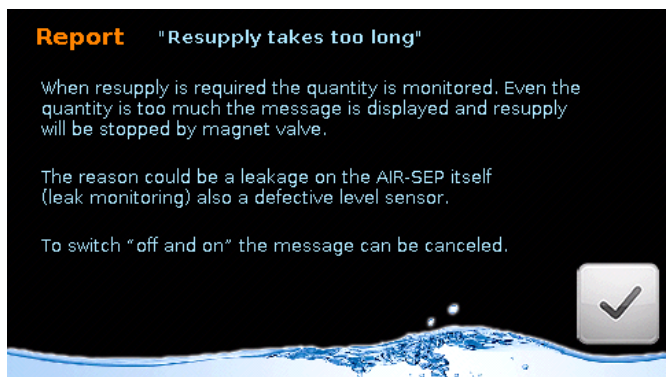 Report "Resupply takes too long"
When resupply is required the quantity is monitored. Even the
quantity is too much the message is displayed and resupply
will be stopped by magnet valve.
The reason could be a leakage on the AIR-SEP itself
(leak monitoring) also a defective level sensor.
To switch “off and on” the message can be canceled.